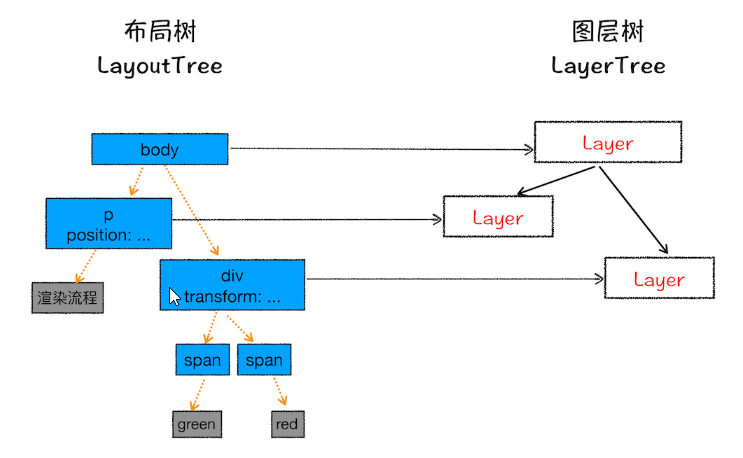 布局树
LayoutTree
图层树
LayerTree
body
Layer
p
position: ...
Layer
div
transform: ...
Layer
渲染流程
span
span
green
red